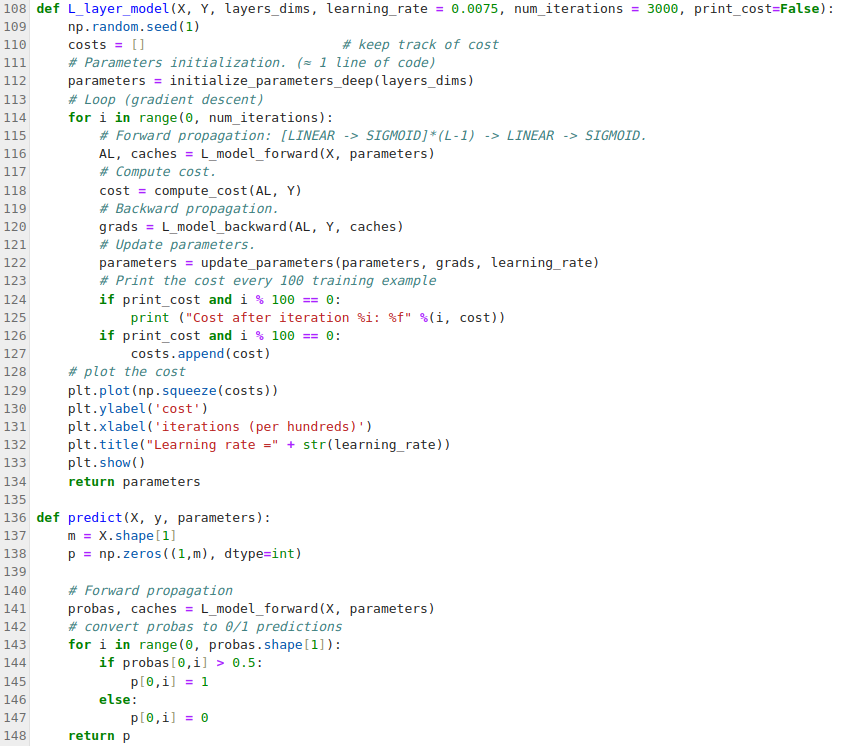 108 def L_layer_model(X, Y, layers_dims, learning_rate = 0.0075, num_iterations = 3000, print_cost=False):
109     np.random.seed(1)
110     costs = []                         # keep track of cost
111     # Parameters initialization. (≈ 1 line of code)
112     parameters = initialize_parameters_deep(layers_dims)
113     # Loop (gradient descent)
114     for i in range(0, num_iterations):
115         # Forward propagation: [LINEAR -> SIGMOID]*(L-1) -> LINEAR -> SIGMOID.
116         AL, caches = L_model_forward(X, parameters)
117         # Compute cost.
118         cost = compute_cost(AL, Y)
119         # Backward propagation.
120         grads = L_model_backward(AL, Y, caches)
121         # Update parameters.
122         parameters = update_parameters(parameters, grads, learning_rate)
123         # Print the cost every 100 training example
124         if print_cost and i % 100 == 0:
125             print ("Cost after iteration %i: %f" %(i, cost))
126         if print_cost and i % 100 == 0:
127             costs.append(cost)
128     # plot the cost
129     plt.plot(np.squeeze(costs))
130     plt.ylabel('cost')
131     plt.xlabel('iterations (per hundreds)')
132     plt.title("Learning rate =" + str(learning_rate))
133     plt.show()
134     return parameters
135
136 def predict(X, y, parameters):
137     m = X.shape[1]
138     p = np.zeros((1,m), dtype=int)
139
140     # Forward propagation
141     probas, caches = L_model_forward(X, parameters)
142     # convert probas to 0/1 predictions
143     for i in range(0, probas.shape[1]):
144         if probas[0,i] > 0.5:
145             p[0,i] = 1
146         else:
147             p[0,i] = 0
148     return p